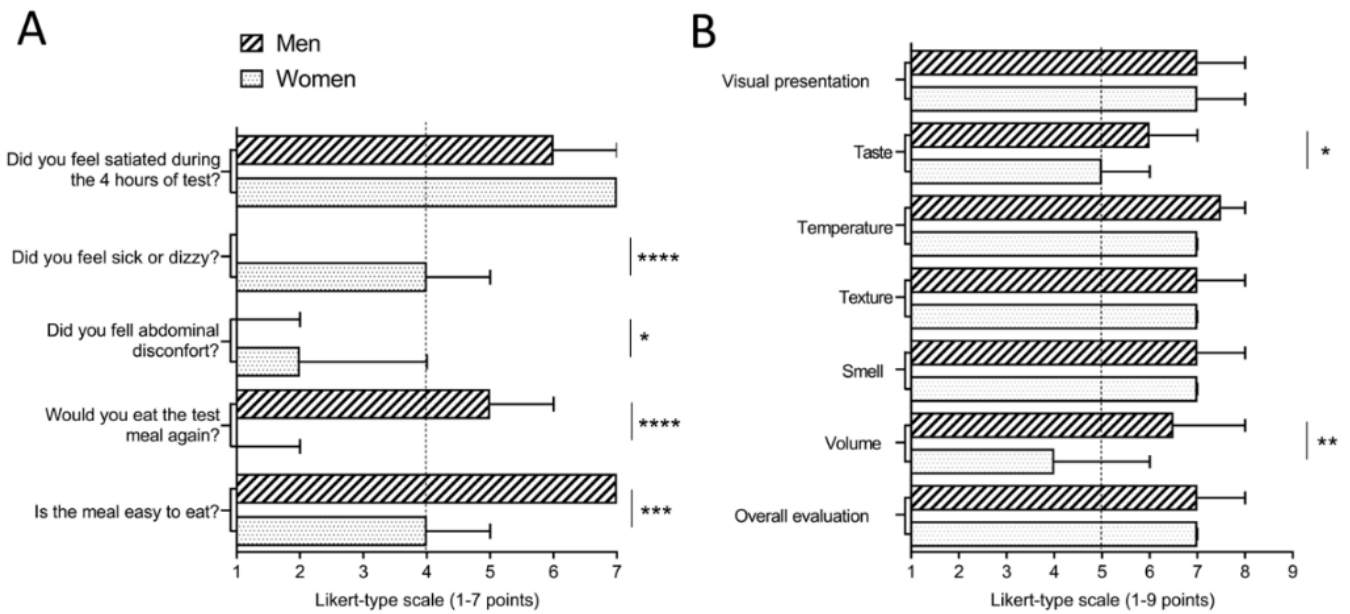 A
Men
Women
Did you feel satiated during
the 4 hours of test?
Did you feel sick or dizzy?
****
Did you fell abdominal
disconfort?
*
Would you eat the test
meal again?
****
Is the meal easy to eat?
***
1 2 3 4 5 6 7
Likert-type scale (1-7 points)
B
Visual presentation
Taste
*
Temperature
Texture
Smell
Volume
**
Overall evaluation
1 2 3 4 5 6 7 8 9
Likert-type scale (1-9 points)